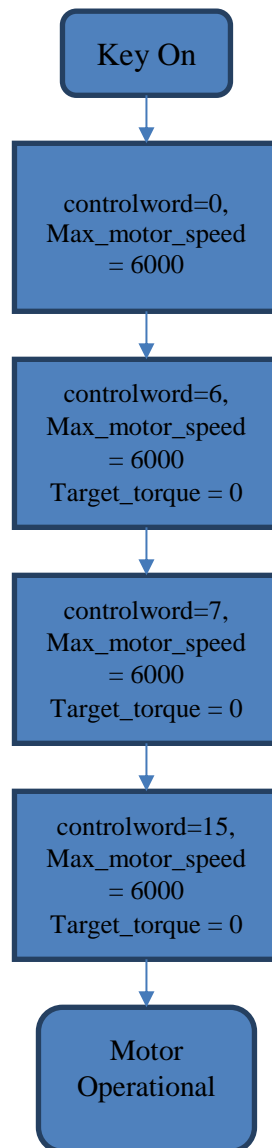 Key On
controlword=0,
Max_motor_speed
= 6000
controlword=6,
Max_motor_speed
= 6000
Target_torque = 0
controlword=7,
Max_motor_speed
= 6000
Target_torque = 0
controlword=15,
Max_motor_speed
= 6000
Target_torque = 0
Motor
Operational